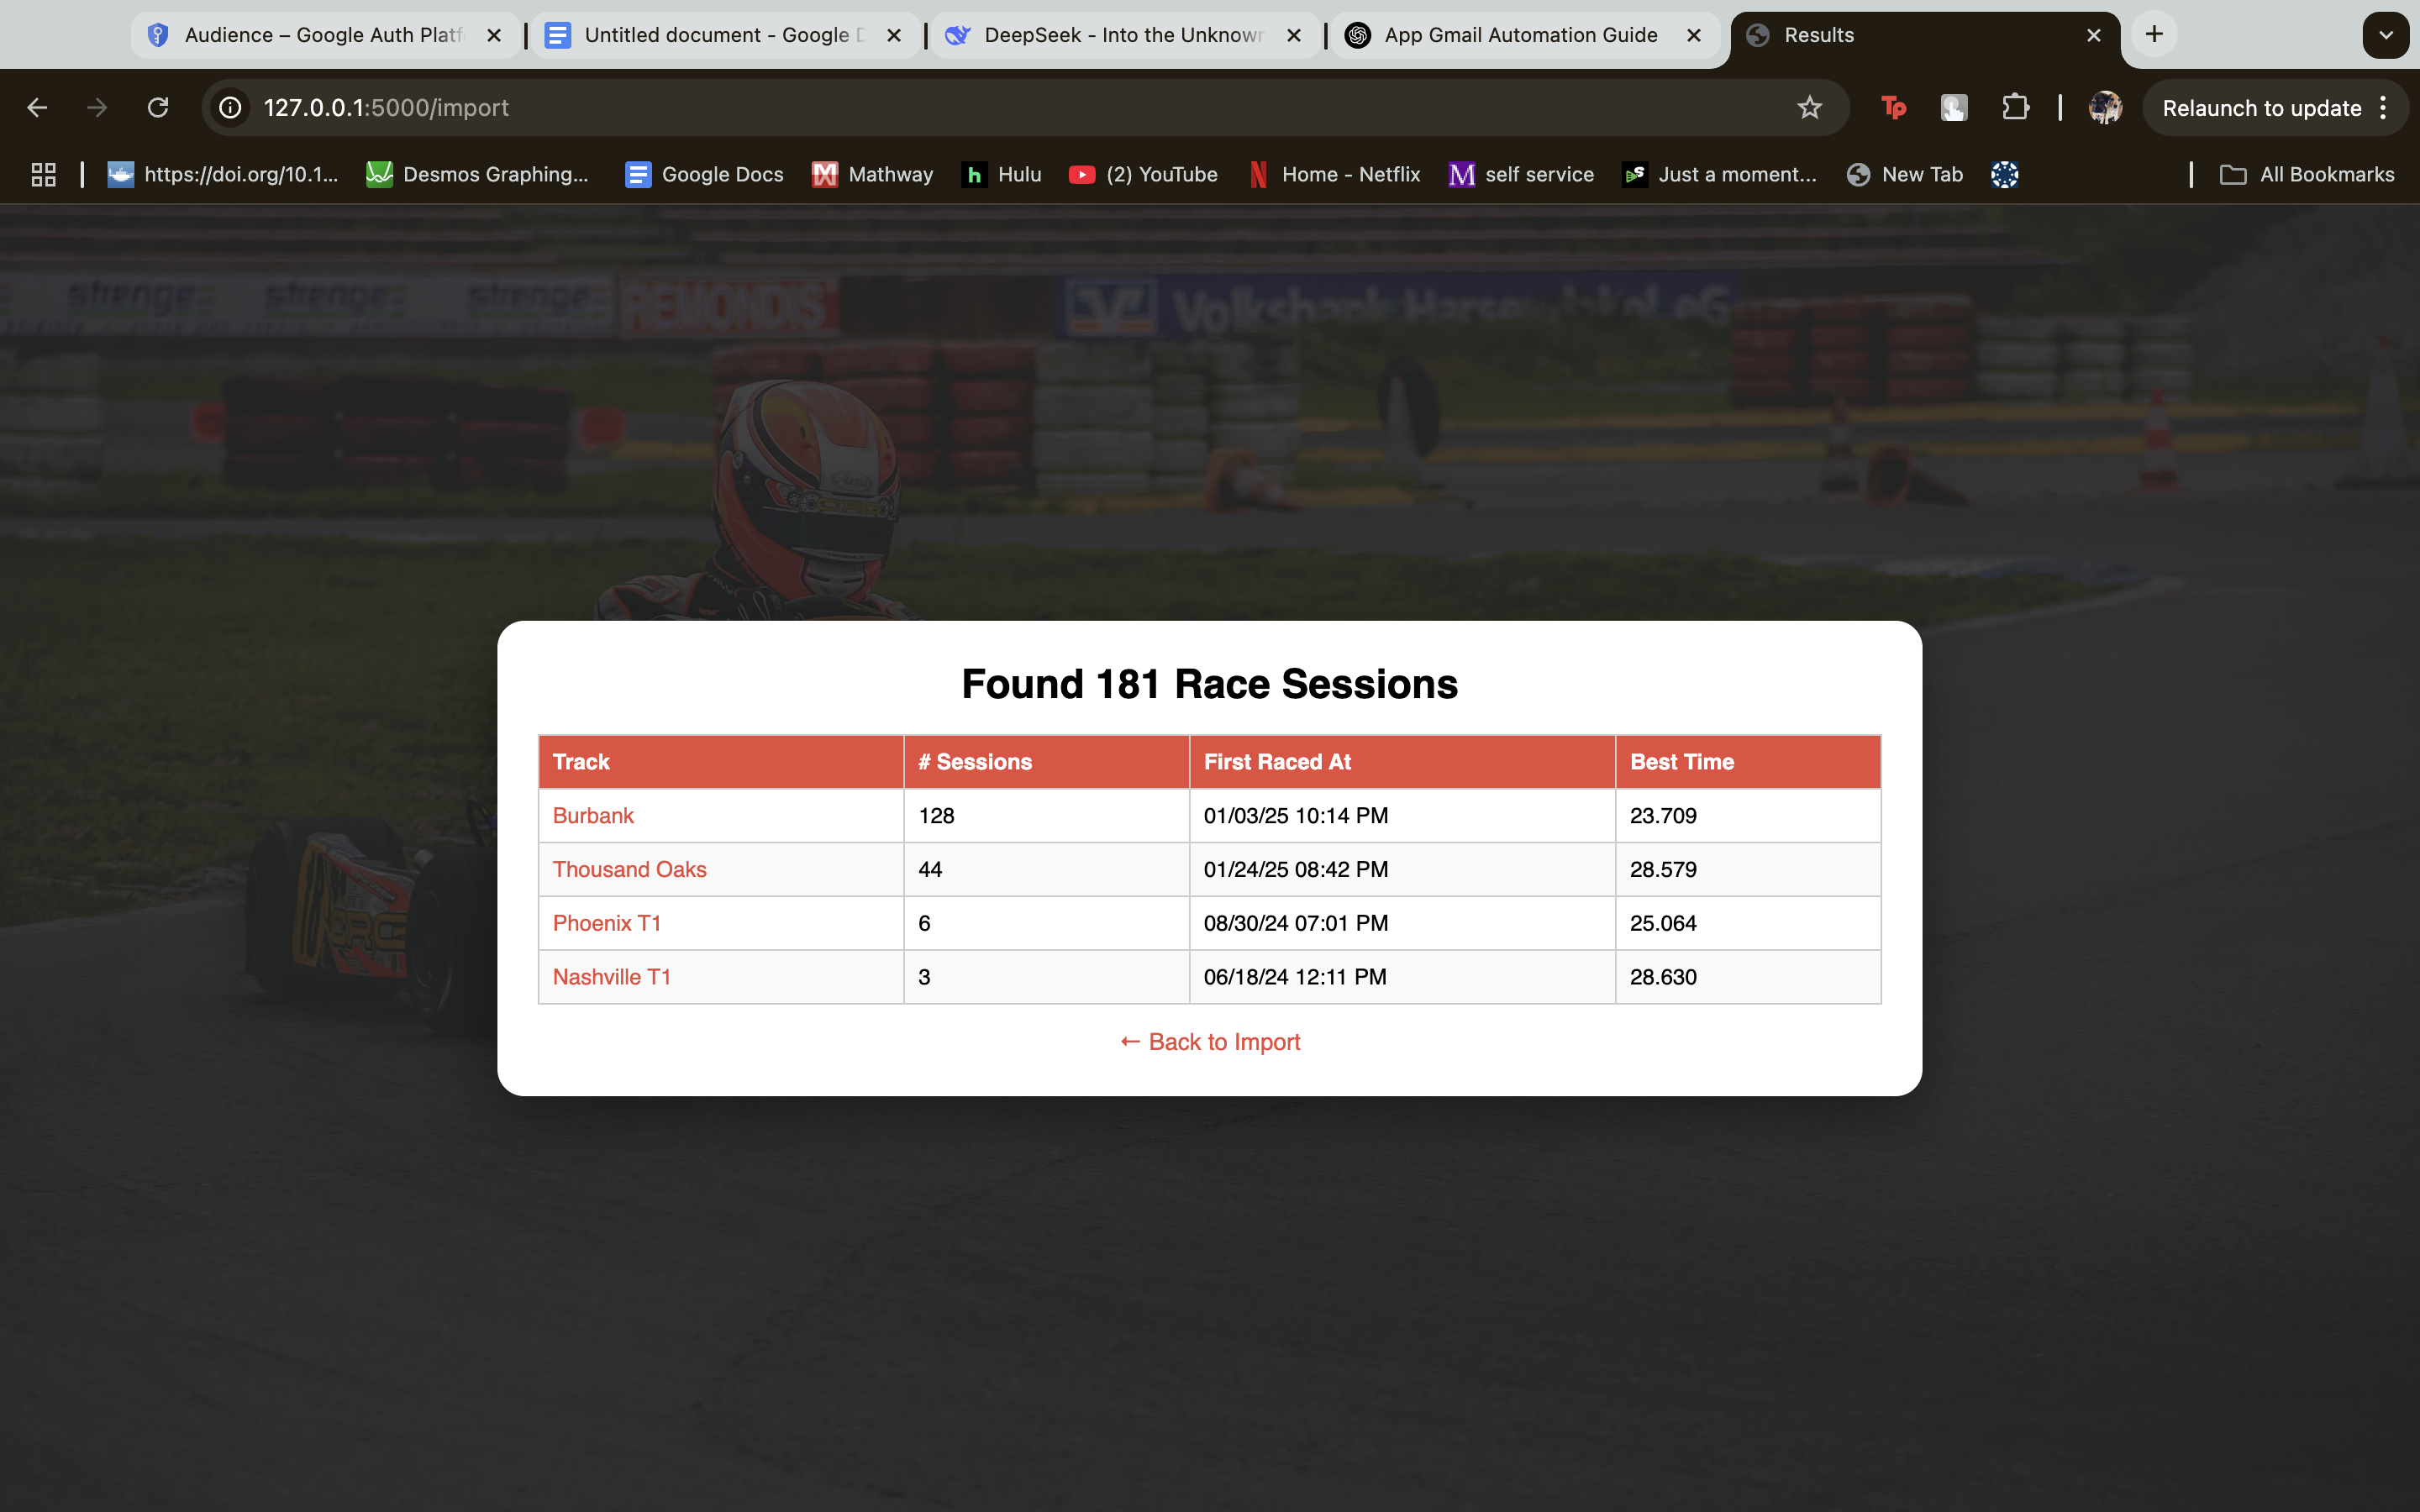 Audience – Google Auth Platf
Untitled document - Google D
DeepSeek - Into the Unknown
App Gmail Automation Guide
Results
127.0.0.1:5000/import
Tp
Relaunch to update
https://doi.org/10.1...
Desmos Graphing...
Google Docs
Mathway
h Hulu
(2) YouTube
Home - Netflix
M self service
Just a moment...
New Tab
All Bookmarks
strenge strenge strenge REMONDIS Volksbank
Found 181 Race Sessions
Track # Sessions First Raced At Best Time
Burbank 128 01/03/25 10:14 PM 23.709
Thousand Oaks 44 01/24/25 08:42 PM 28.579
Phoenix T1 6 08/30/24 07:01 PM 25.064
Nashville T1 3 06/18/24 12:11 PM 28.630
← Back to Import